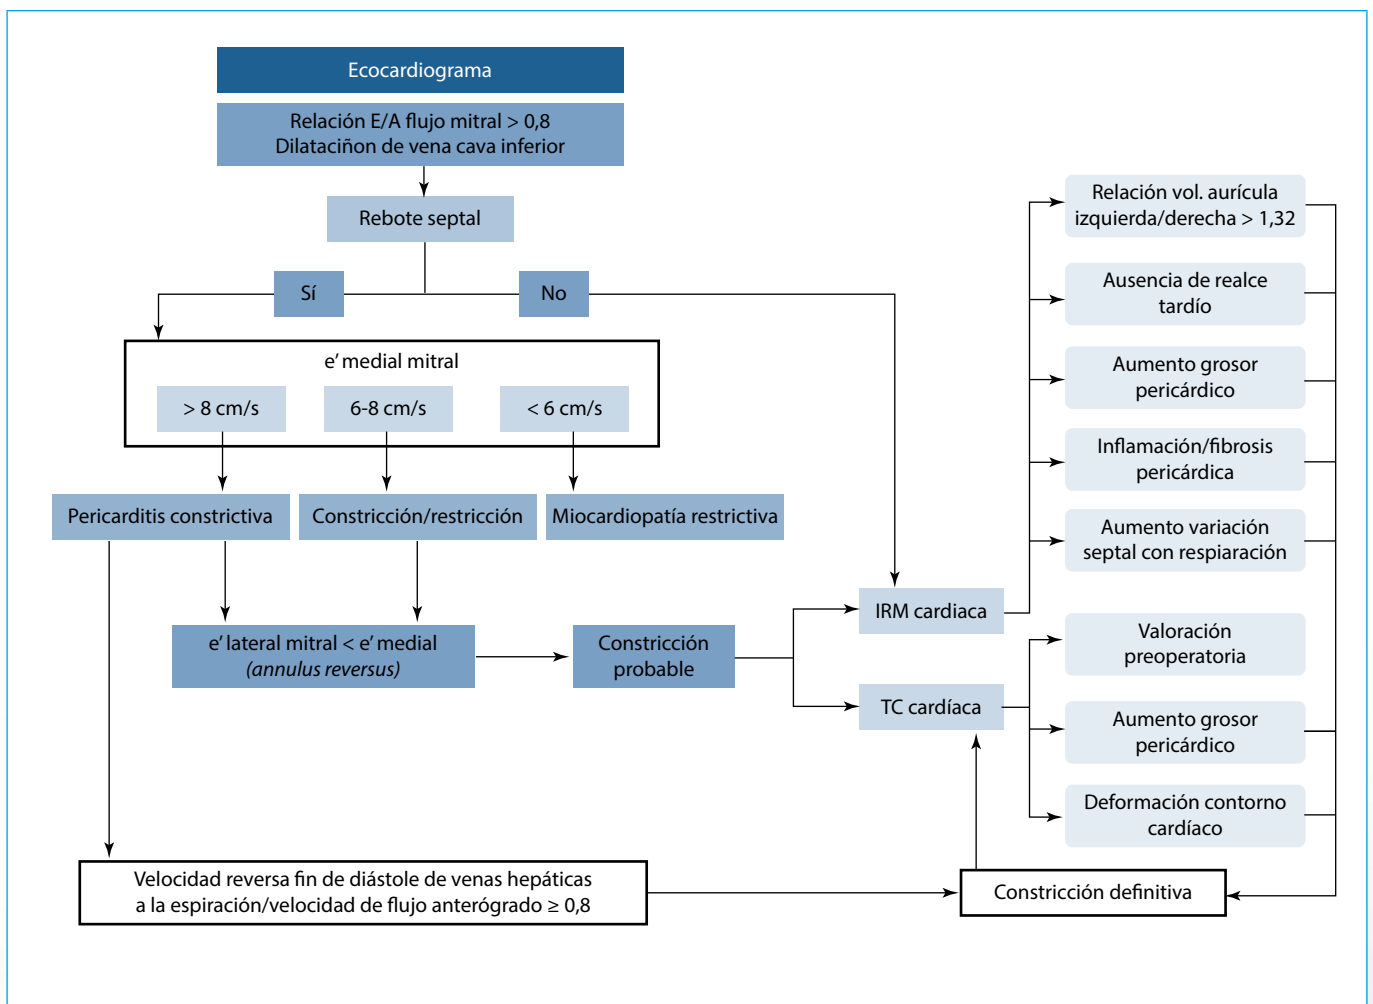 Ecocardiograma
Relación E/A flujo mitral > 0,8
Dilataciñon de vena cava inferior
Rebote septal
Sí
No
e’ medial mitral
> 8 cm/s
6-8 cm/s
< 6 cm/s
Pericarditis constrictiva
Constricción/restricción
Miocardiopatía restrictiva
e’ lateral mitral < e’ medial
(annulus reversus)
Constricción
probable
IRM cardiaca
TC cardíaca
Relación vol. aurícula
izquierda/derecha > 1,32
Ausencia de realce
tardío
Aumento grosor
pericárdico
Inflamación/fibrosis
pericárdica
Aumento variación
septal con respiaración
Valoración
preoperatoria
Aumento grosor
pericárdico
Deformación contorno
cardíaco
Velocidad reversa fin de diástole de venas hepáticas
a la espiración/velocidad de flujo anterógrado ≥ 0,8
Constricción definitiva